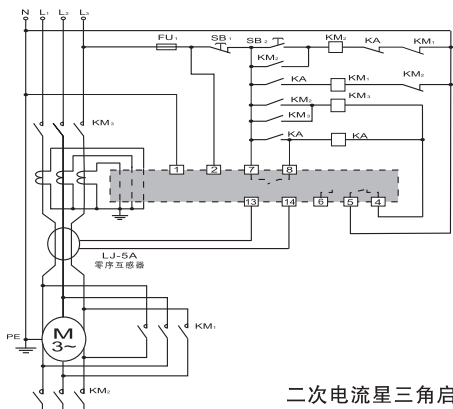 N L₁ L₂ L₃
FU₁ SB₁ SB₂ KM₂ KA KM₁
KM₂
KA KM₁ KM₂
KM₂ KM₃
KM₃
KM₃
KA KA
1 2 7 8
13 14 6 5 4
LJ-5A
零序互感器
KM₁
PE
M
3~
KM₂
二次电流星三角启